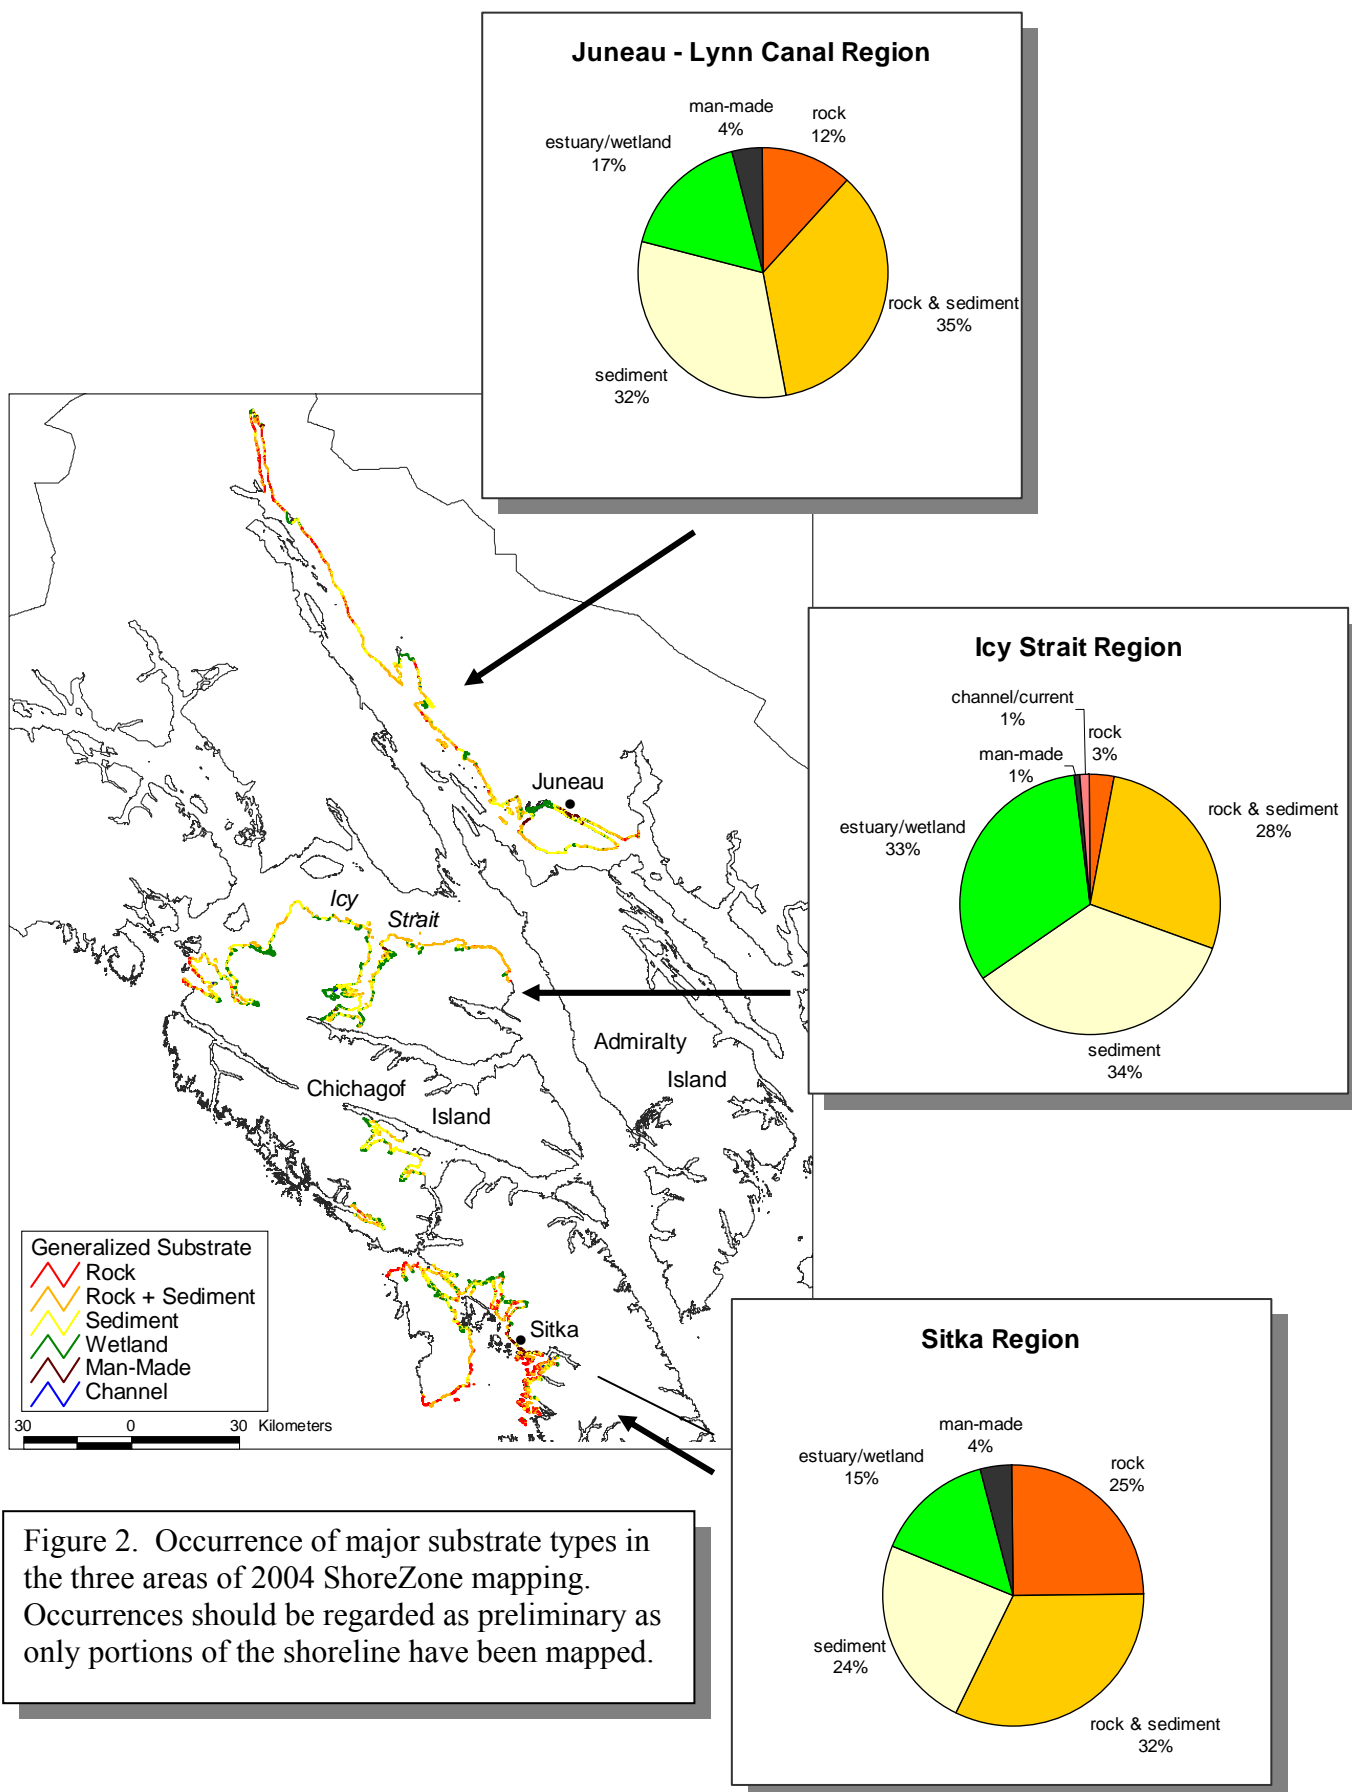 Juneau - Lynn Canal Region
man-made
4%
rock
12%
estuary/wetland
17%
rock & sediment
35%
sediment
32%
Icy Strait Region
channel/current
1%
rock
3%
man-made
1%
rock & sediment
28%
estuary/wetland
33%
sediment
34%
Juneau
Icy
Strait
Admiralty
Island
Chichagof
Island
Sitka
Generalized Substrate
Rock
Rock + Sediment
Sediment
Wetland
Man-Made
Channel
30 0 30 Kilometers
Sitka Region
man-made
4%
estuary/wetland
15%
rock
25%
sediment
24%
rock & sediment
32%
Figure 2. Occurrence of major substrate types in
the three areas of 2004 ShoreZone mapping.
Occurrences should be regarded as preliminary as
only portions of the shoreline have been mapped.